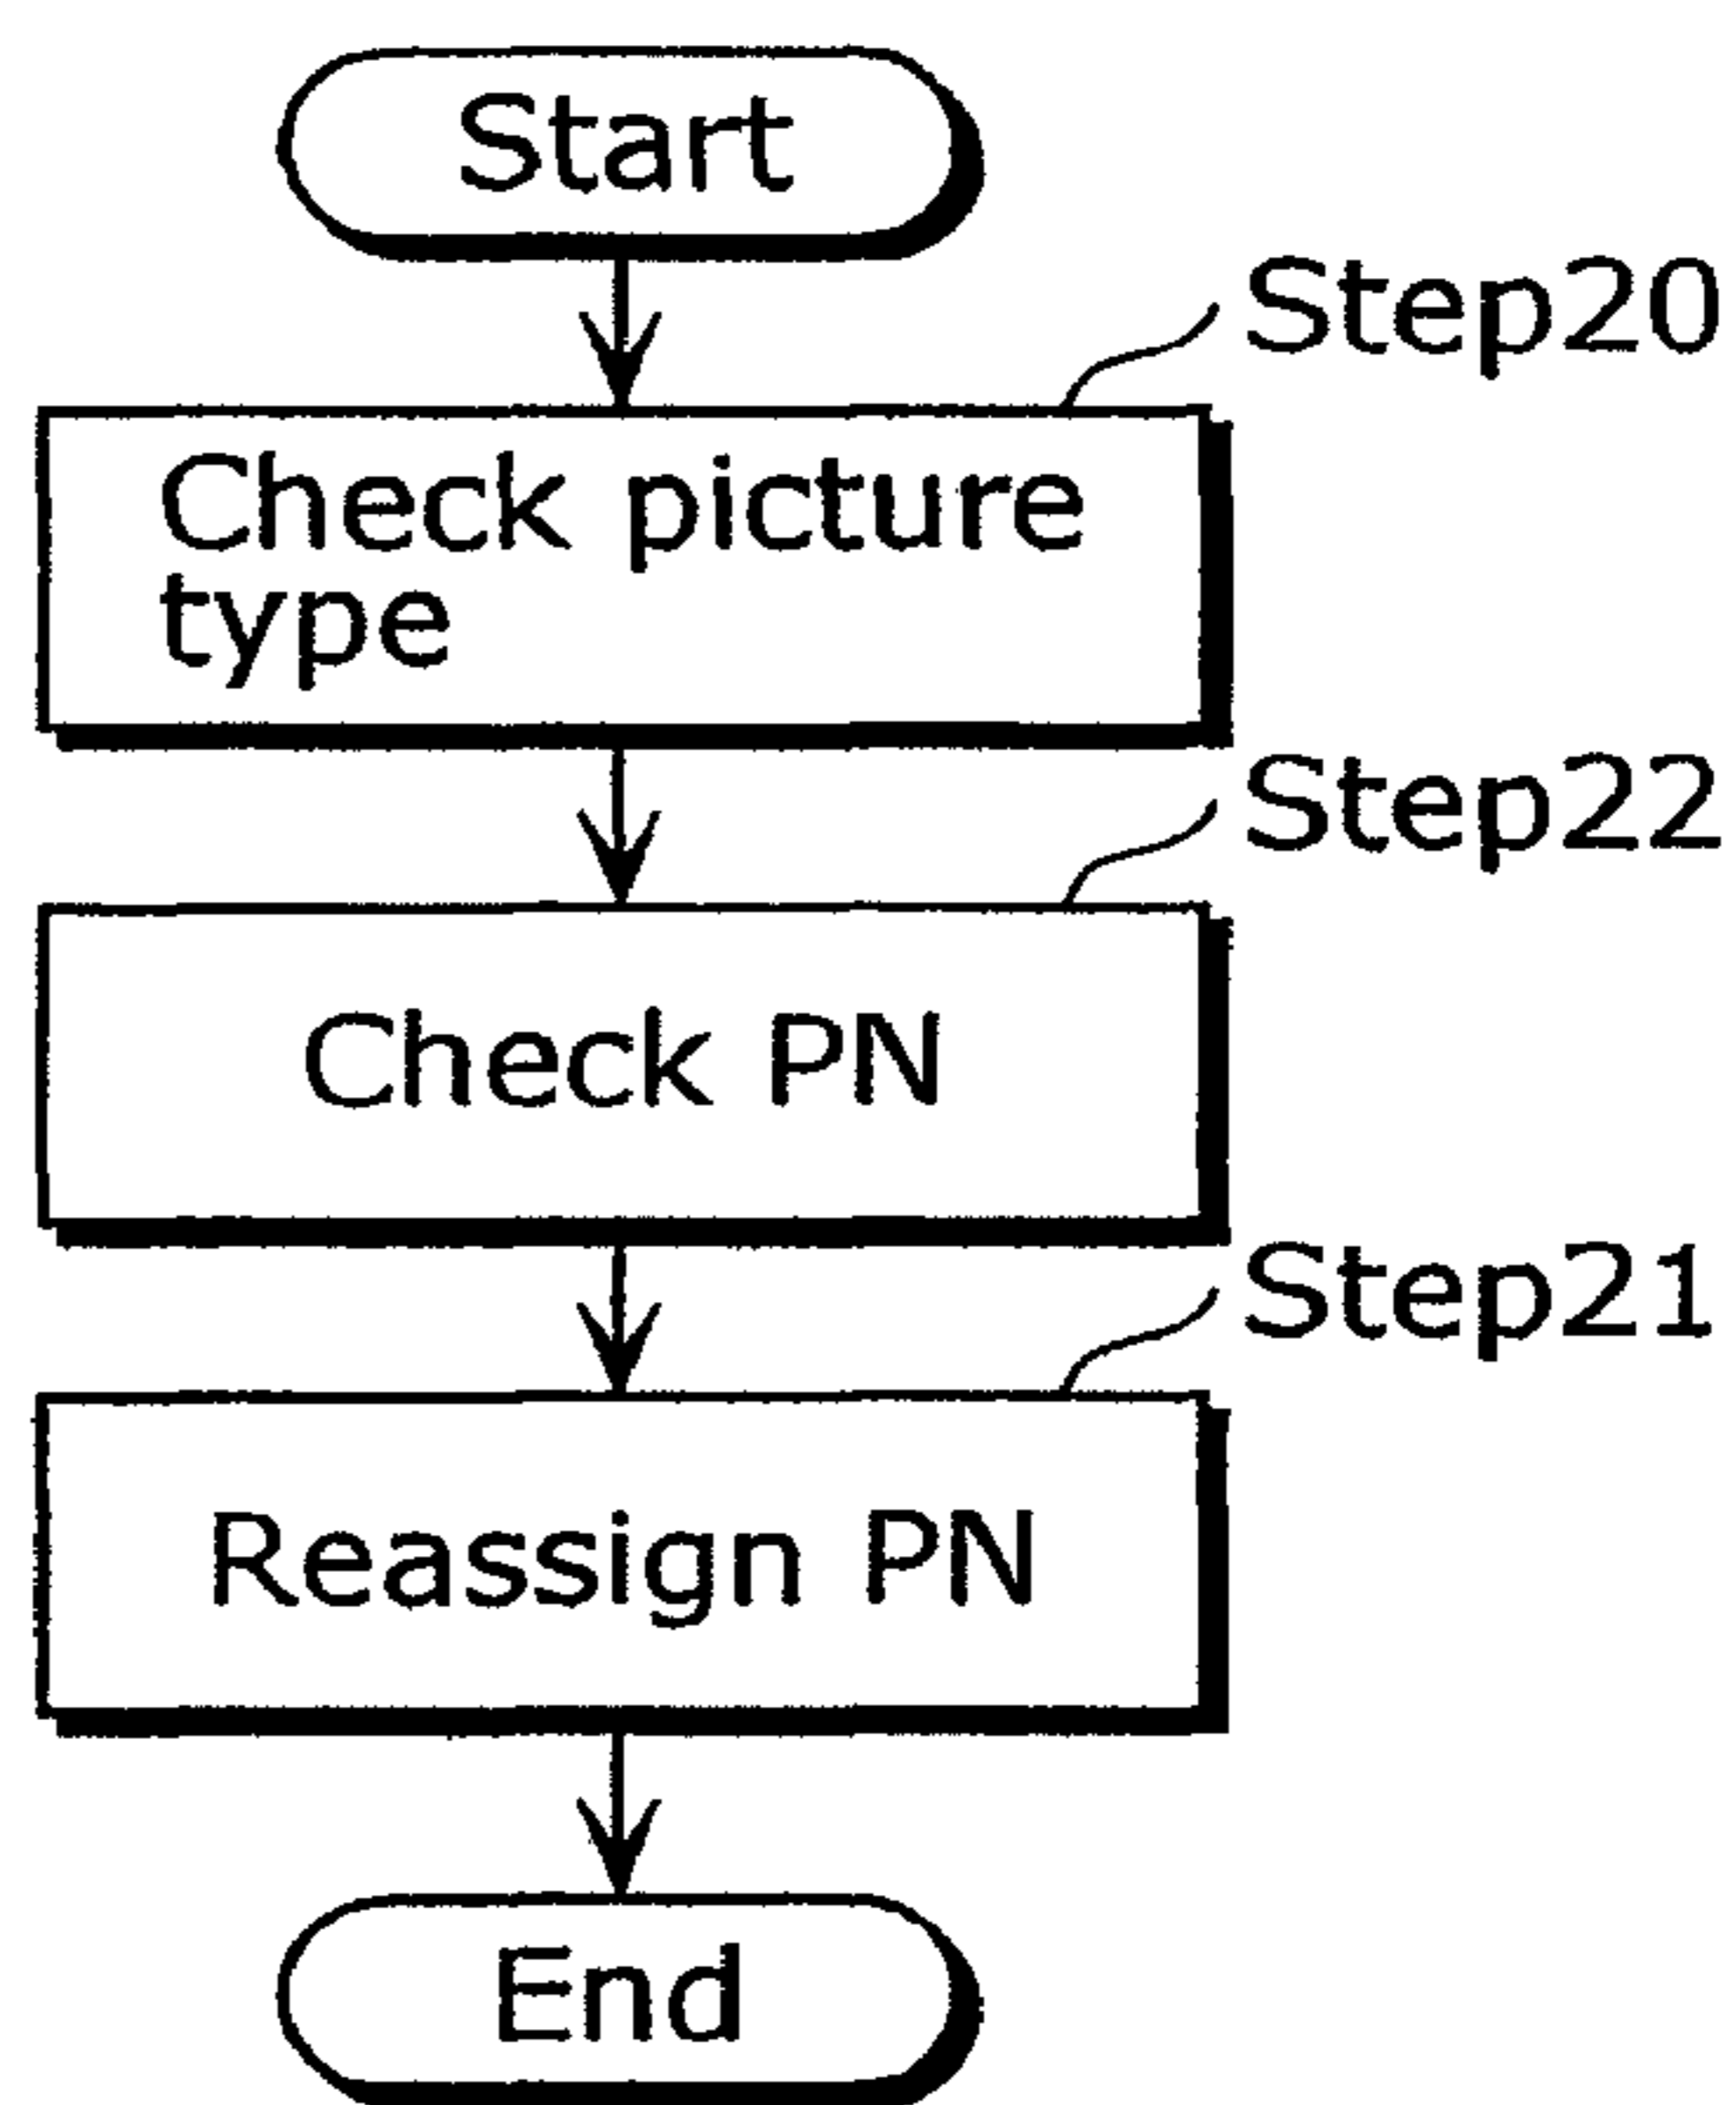 Start
Step20
Check picture
type
Step22
Check PN
Step21
Reassign PN
End